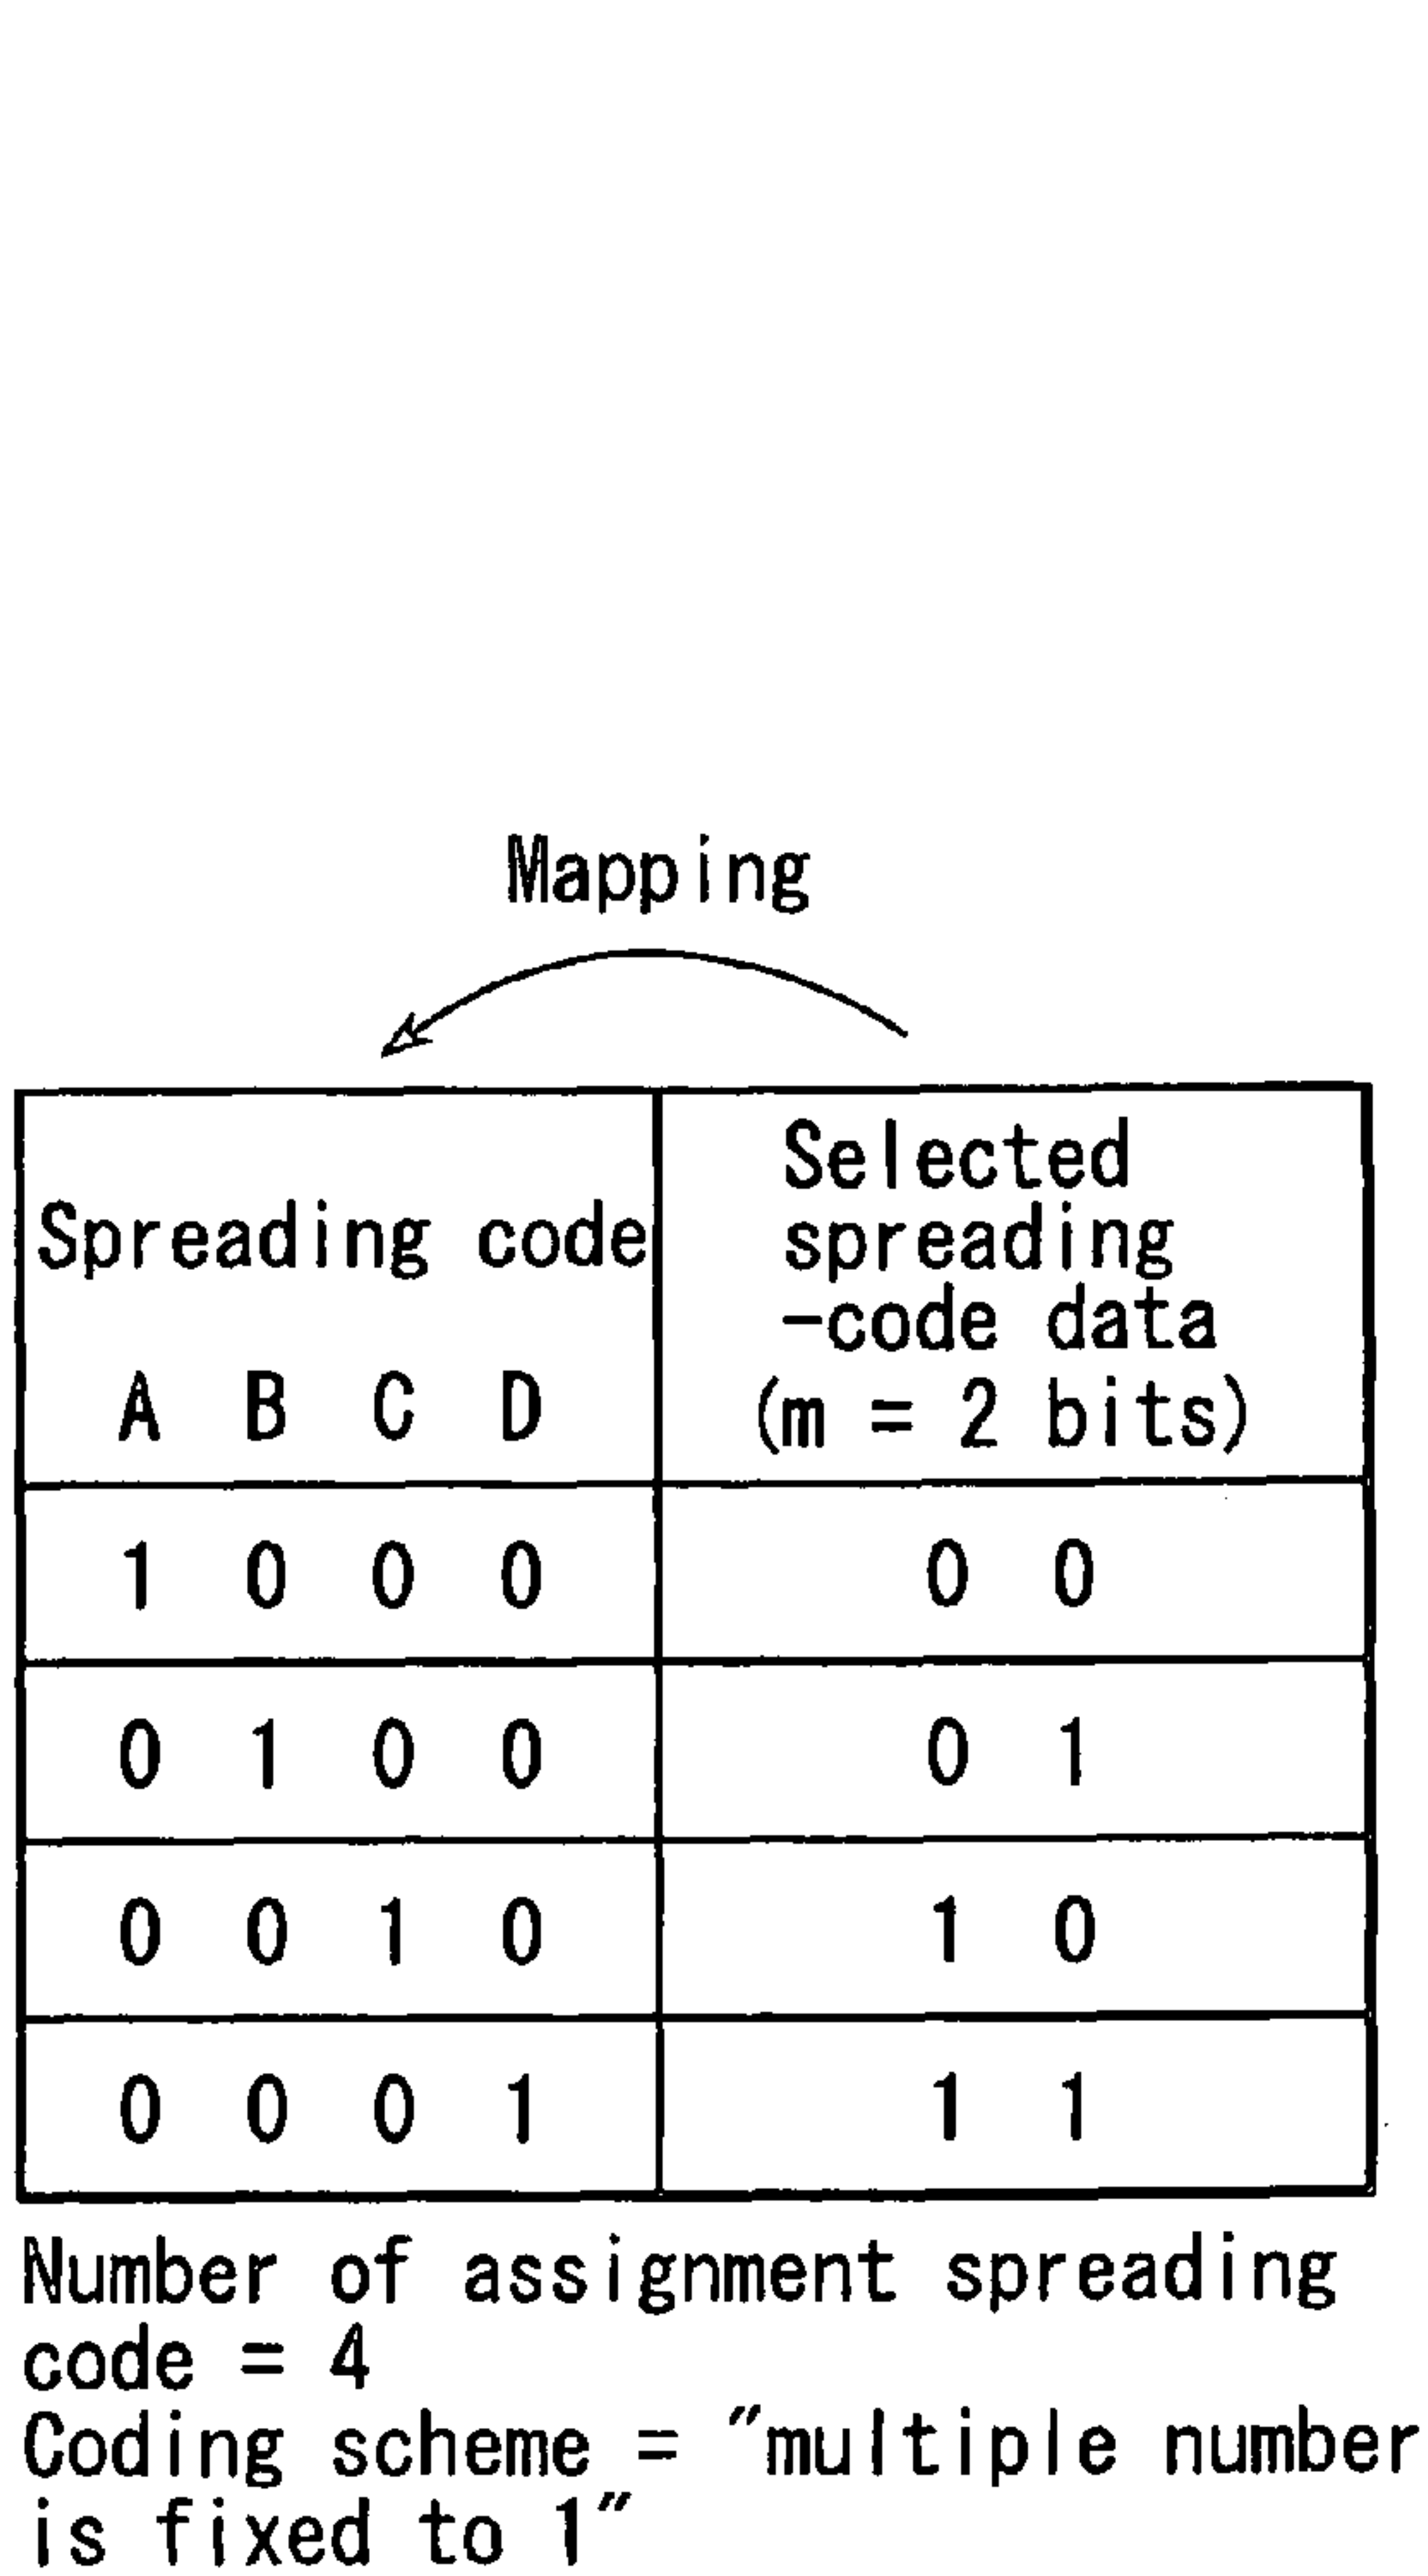 Mapping
Spreading code
A B C D
Selected
spreading
-code data
(m = 2 bits)
1 0 0 0 0 0
0 1 0 0 0 1
0 0 1 0 1 0
0 0 0 1 1 1
Number of assignment spreading
code = 4
Coding scheme = "multiple number
is fixed to 1"